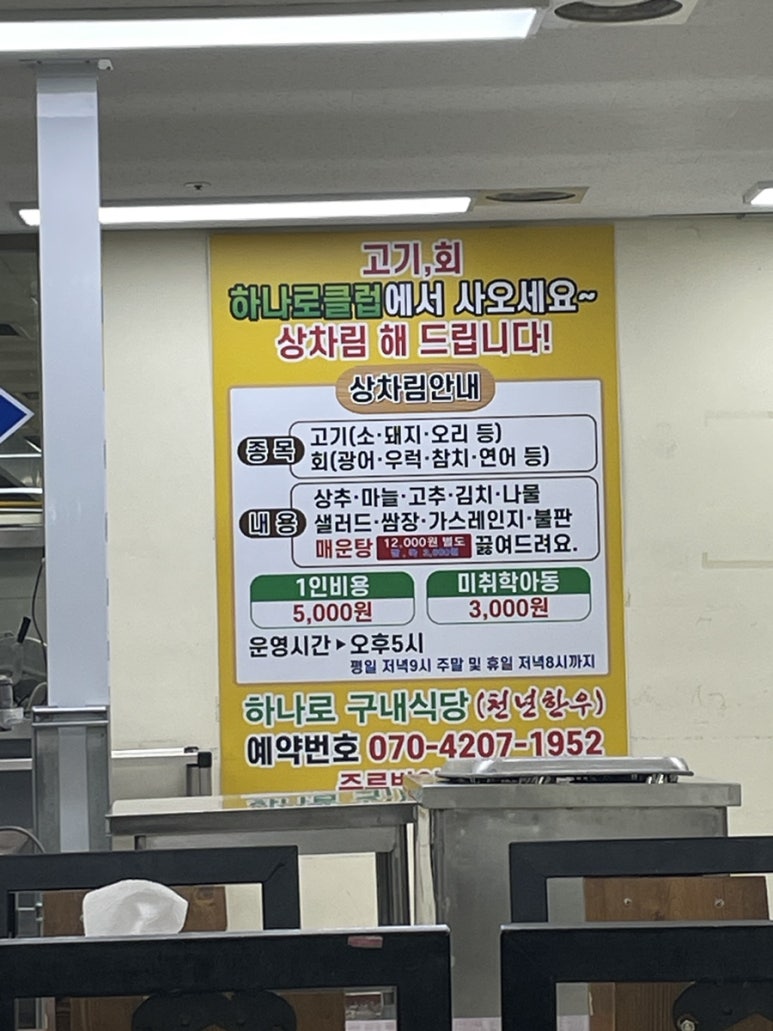 고기,회
하나로클럽에서 사오세요~
상차림 해 드립니다!
상차림안내
종목
고기(소·돼지·오리 등)
회(광어·우럭·참치·연어 등)
내용
상추·마늘·고추·김치·나물
샐러드·쌈장·가스레인지·불판
매운탕 12,000원 별도 끓여드려요.
1인비용
5,000원
미취학아동
3,000원
운영시간▶오후5시
평일 저녁9시 주말 및 휴일 저녁8시까지
하나로 구내식당(천년한우)
예약번호 070-4207-1952